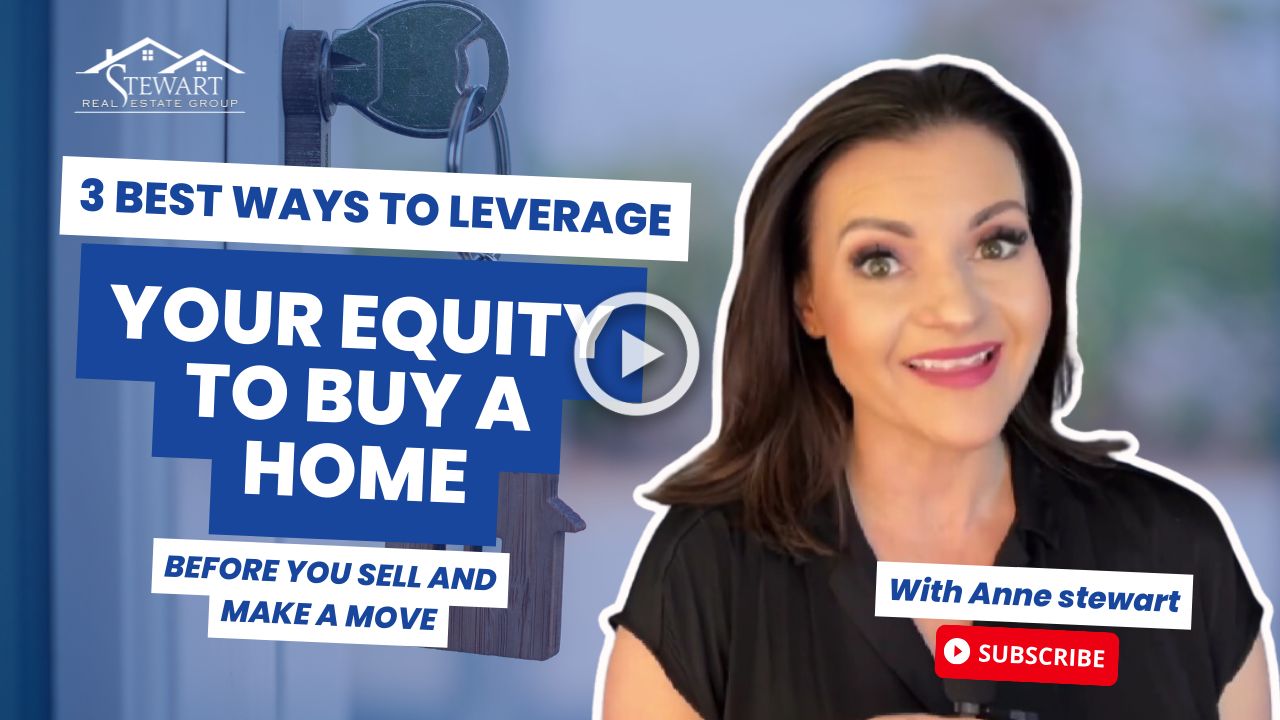 STEWART
REAL ESTATE GROUP
3 BEST WAYS TO LEVERAGE
YOUR EQUITY
TO BUY A
HOME
BEFORE YOU SELL AND
MAKE A MOVE
With Anne stewart
SUBSCRIBE